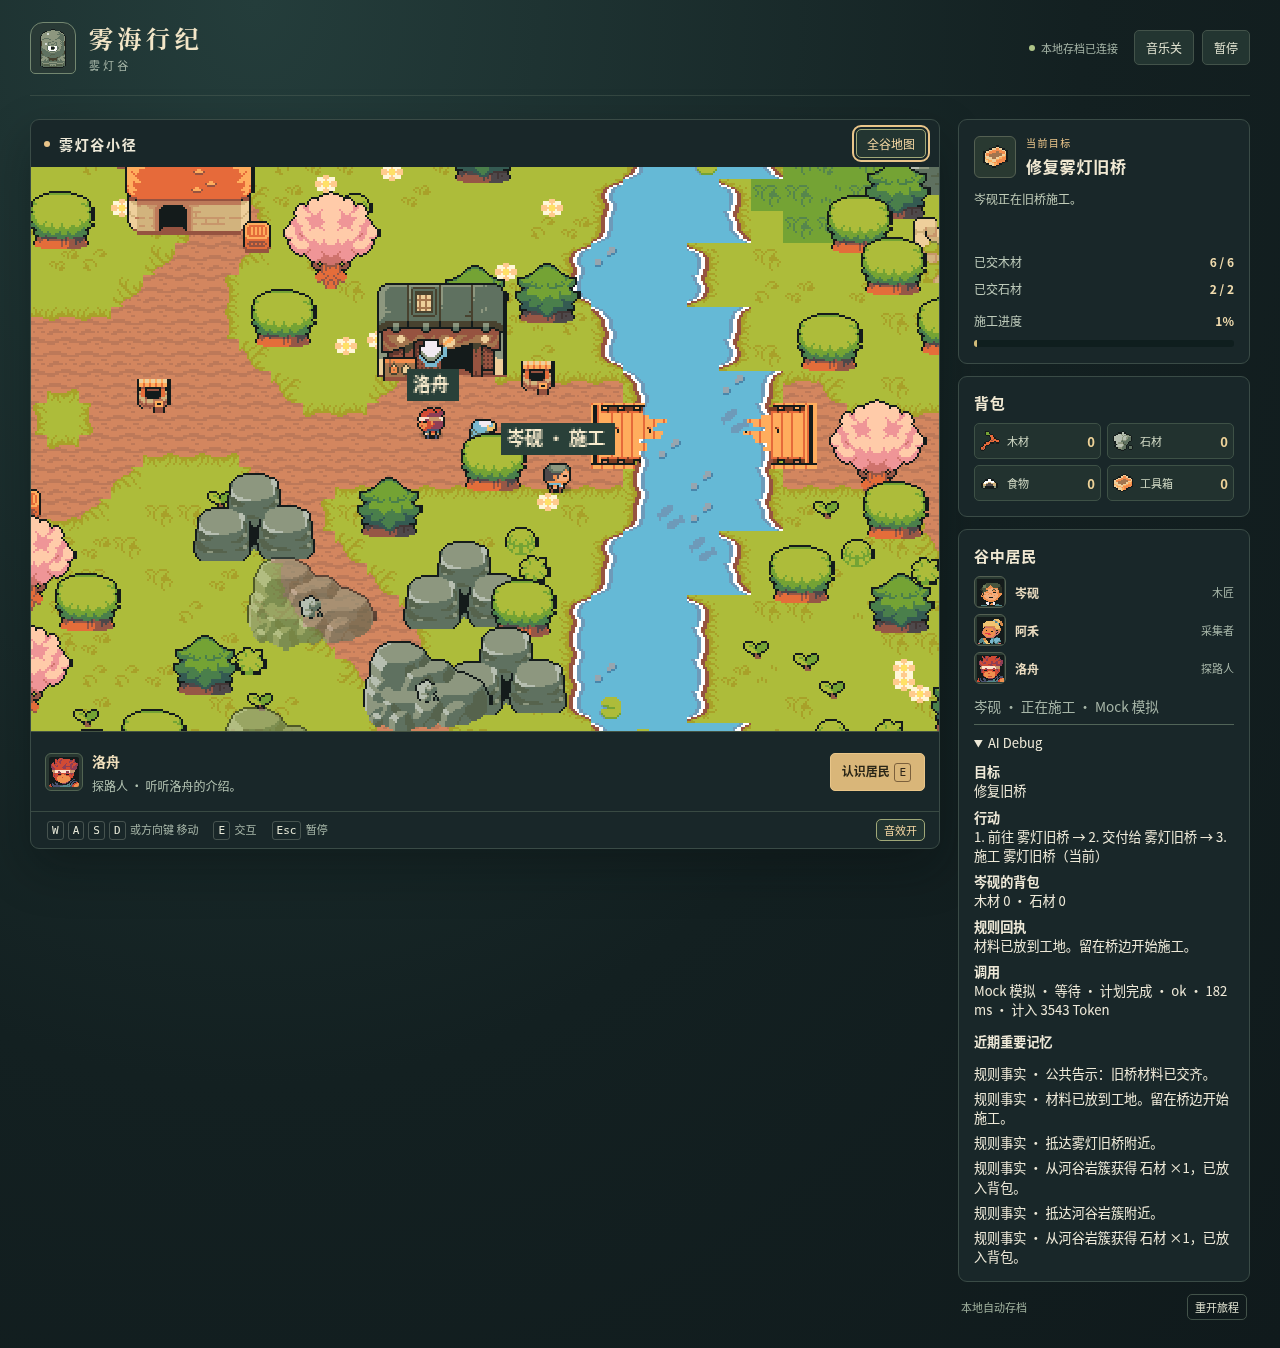 雾海行纪
雾灯谷
本地存档已连接
音乐关
暂停
雾灯谷小径
全谷地图
洛舟
岑砚 · 施工
洛舟
探路人 · 听听洛舟的介绍。
认识居民 E
W A S D 或方向键 移动 E 交互 Esc 暂停
音效开
当前目标
修复雾灯旧桥
岑砚正在旧桥施工。
已交木材 6 / 6
已交石材 2 / 2
施工进度 1%
背包
木材 0
石材 0
食物 0
工具箱 0
谷中居民
岑砚 木匠
阿禾 采集者
洛舟 探路人
岑砚 · 正在施工 · Mock 模拟
▼ AI Debug
目标
修复旧桥
行动
1. 前往 雾灯旧桥 → 2. 交付给 雾灯旧桥 → 3.
施工 雾灯旧桥（当前）
岑砚的背包
木材 0 · 石材 0
规则回执
材料已放到工地。留在桥边开始施工。
调用
Mock 模拟 · 等待 · 计划完成 · ok · 182
ms · 计入 3543 Token
近期重要记忆
规则事实 · 公共告示：旧桥材料已交齐。
规则事实 · 材料已放到工地。留在桥边开始
施工。
规则事实 · 抵达雾灯旧桥附近。
规则事实 · 从河谷岩簇获得 石材 ×1，已放
入背包。
规则事实 · 抵达河谷岩簇附近。
规则事实 · 从河谷岩簇获得 石材 ×1，已放
入背包。
本地自动存档
重开旅程